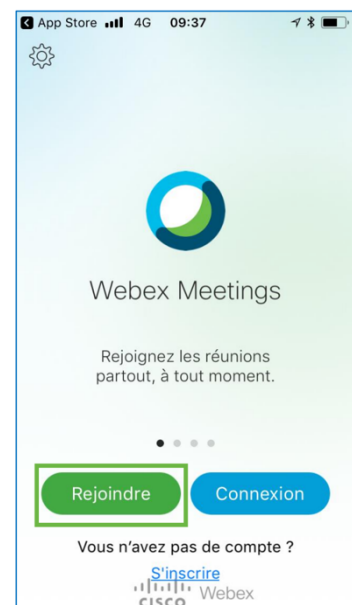 App Store 4G 09:37
Webex Meetings
Rejoignez les réunions
partout, à tout moment.
Rejoindre Connexion
Vous n'avez pas de compte ?
S'inscrire
CISCO Webex